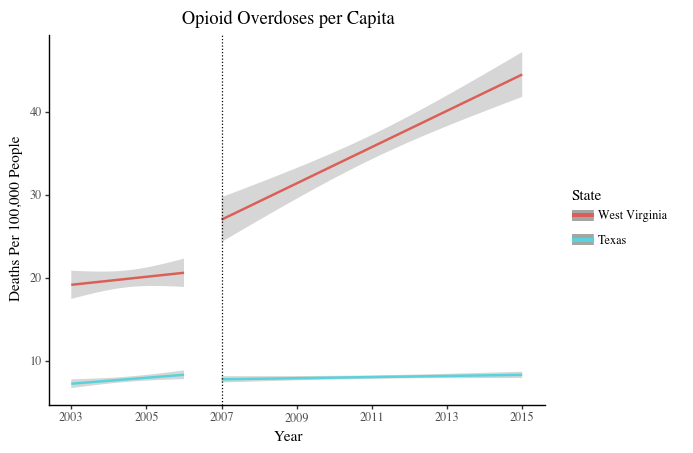 Opioid Overdoses per Capita
Deaths Per 100,000 People
40
30
20
10
2003 2005 2007 2009 2011 2013 2015
Year
State
West Virginia
Texas